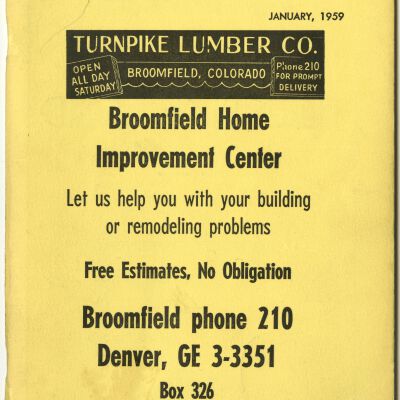 JANUARY, 1959
TURNPIKE LUMBER CO.
OPEN
ALL DAY
SATURDAY
BROOMFIELD, COLORADO
Phone 210
FOR PROMPT
DELIVERY
Broomfield Home
Improvement Center
Let us help you with your building
or remodeling problems
Free Estimates, No Obligation
Broomfield phone 210
Denver, GE 3-3351
Box 326